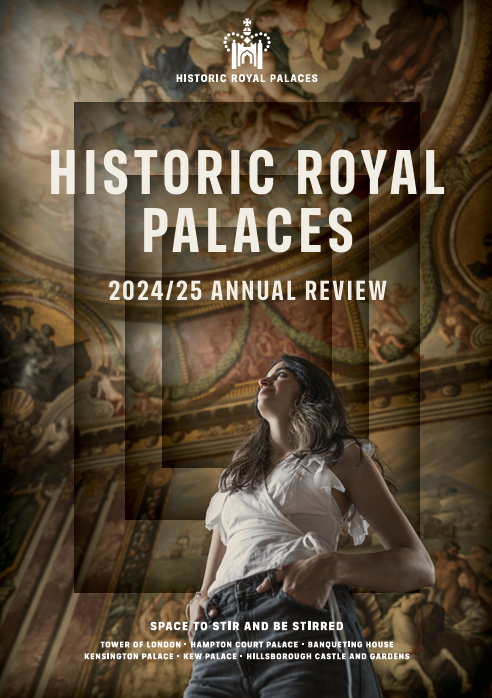 HISTORIC ROYAL PALACES
HISTORIC ROYAL
PALACES
2024/25 ANNUAL REVIEW
SPACE TO STIR AND BE STIRRED
TOWER OF LONDON • HAMPTON COURT PALACE • BANQUETING HOUSE
KENSINGTON PALACE • KEW PALACE • HILLSBOROUGH CASTLE AND GARDENS